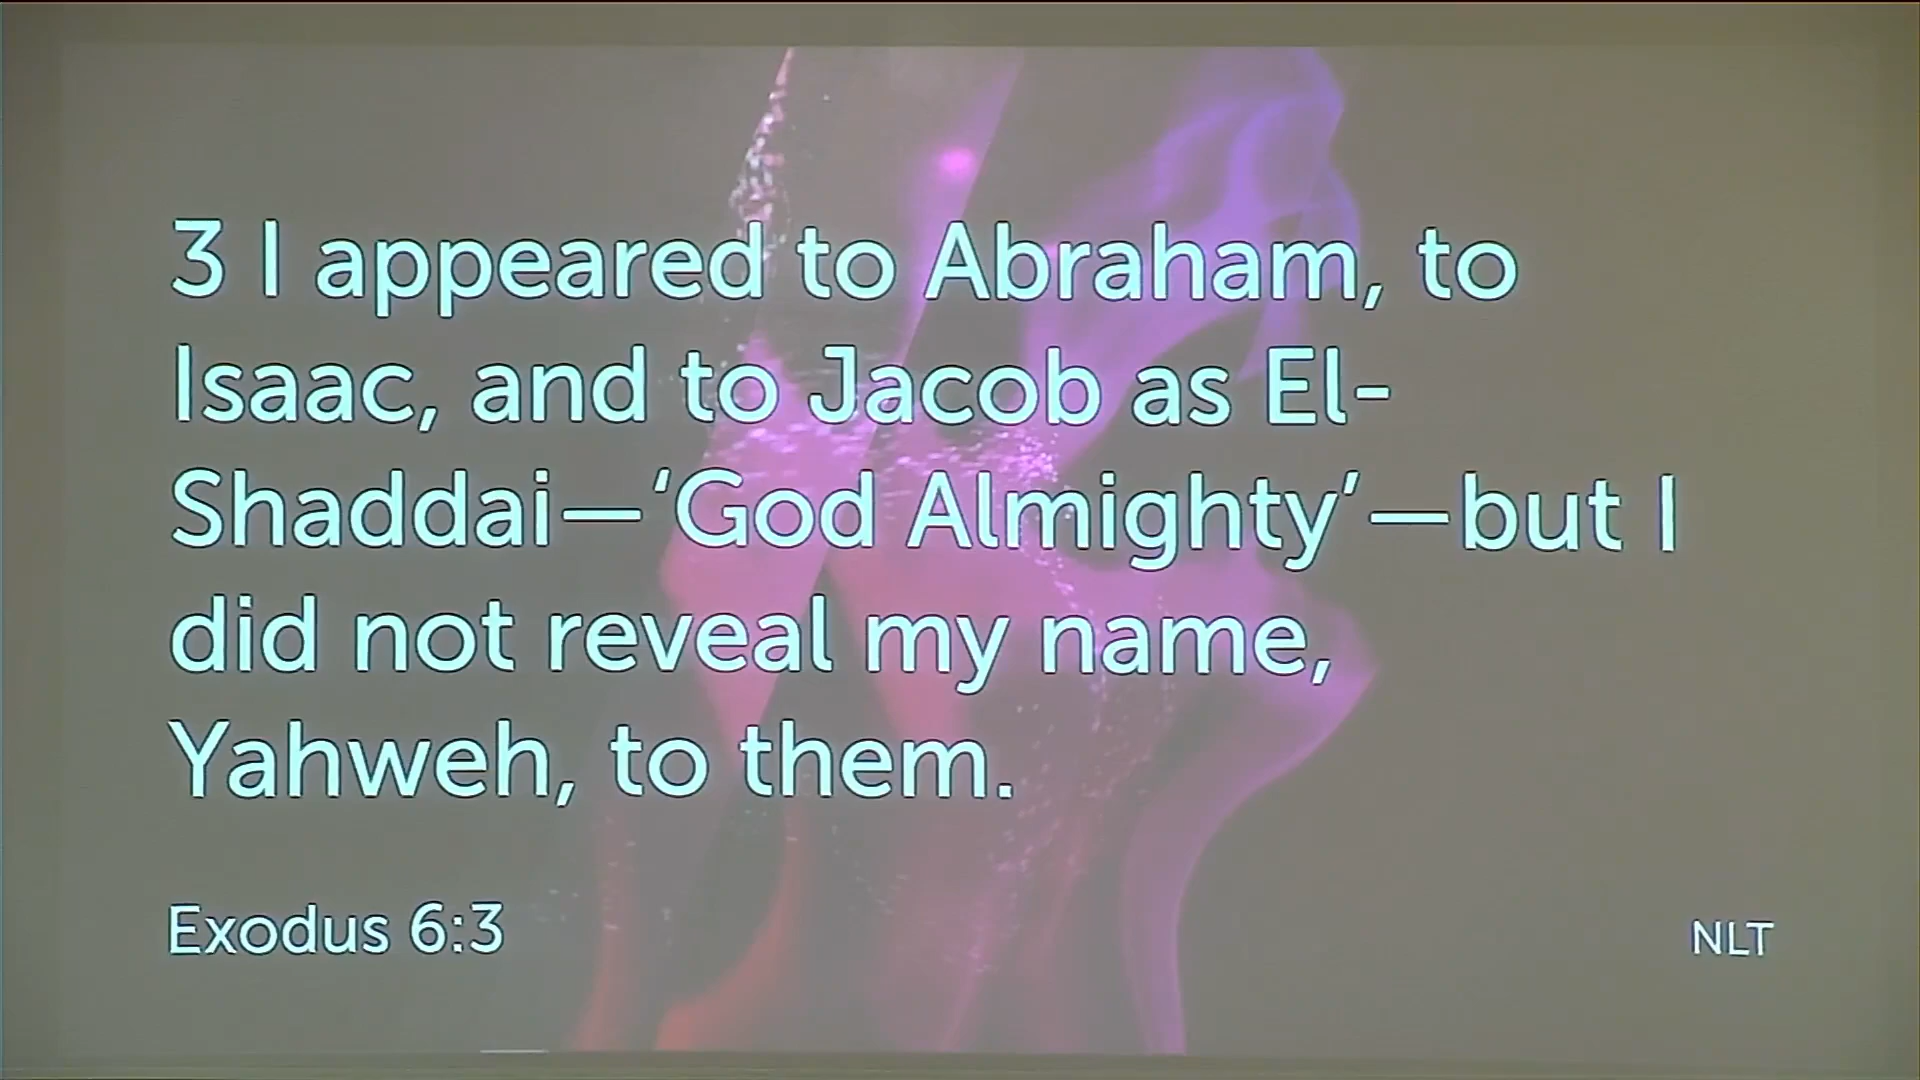 3 I appeared to Abraham, to
Isaac, and to Jacob as El-
Shaddai—‘God Almighty’—but I
did not reveal my name,
Yahweh, to them.
Exodus 6:3
NLT